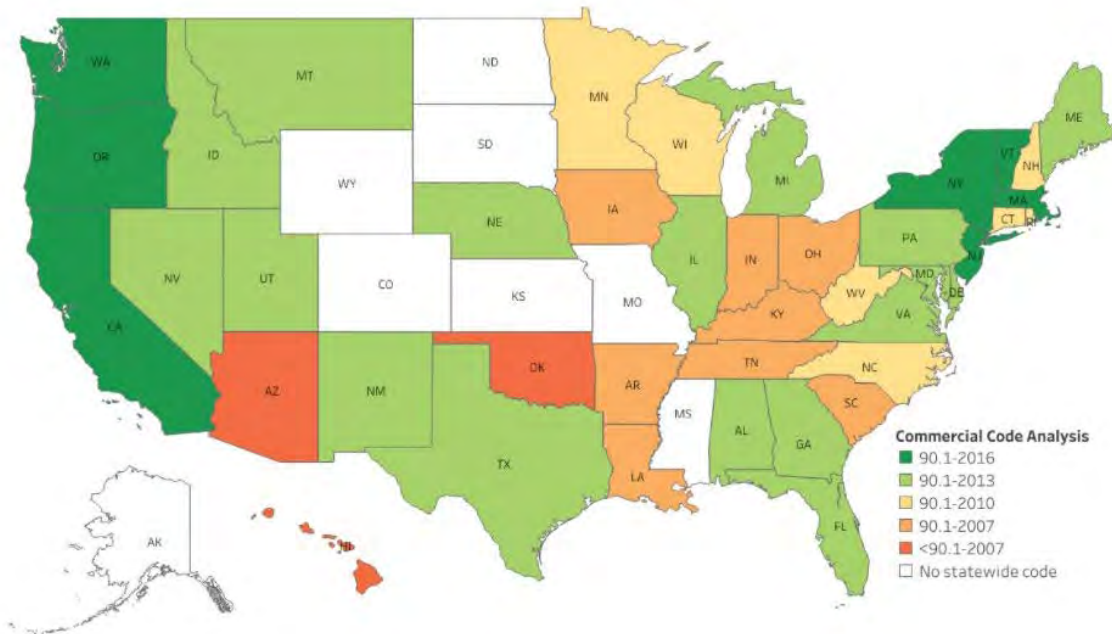 WA
MT
ND
MN
ME
OR
ID
SD
WI
VT
NH
NY
MA
WY
MI
CT
RI
IA
NE
PA
NJ
NV
UT
IL
IN
OH
MD
DE
CO
KS
MO
WV
VA
CA
KY
AZ
NM
OK
AR
TN
NC
SC
MS
AL
GA
TX
LA
FL
AK
HI
Commercial Code Analysis
90.1-2016
90.1-2013
90.1-2010
90.1-2007
<90.1-2007
No statewide code